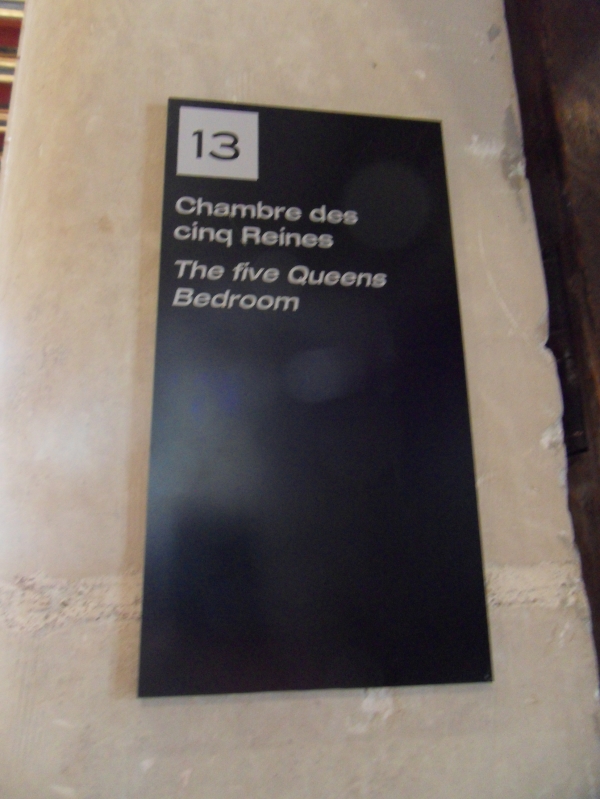 13
Chambre des
cinq Reines
The five Queens
Bedroom